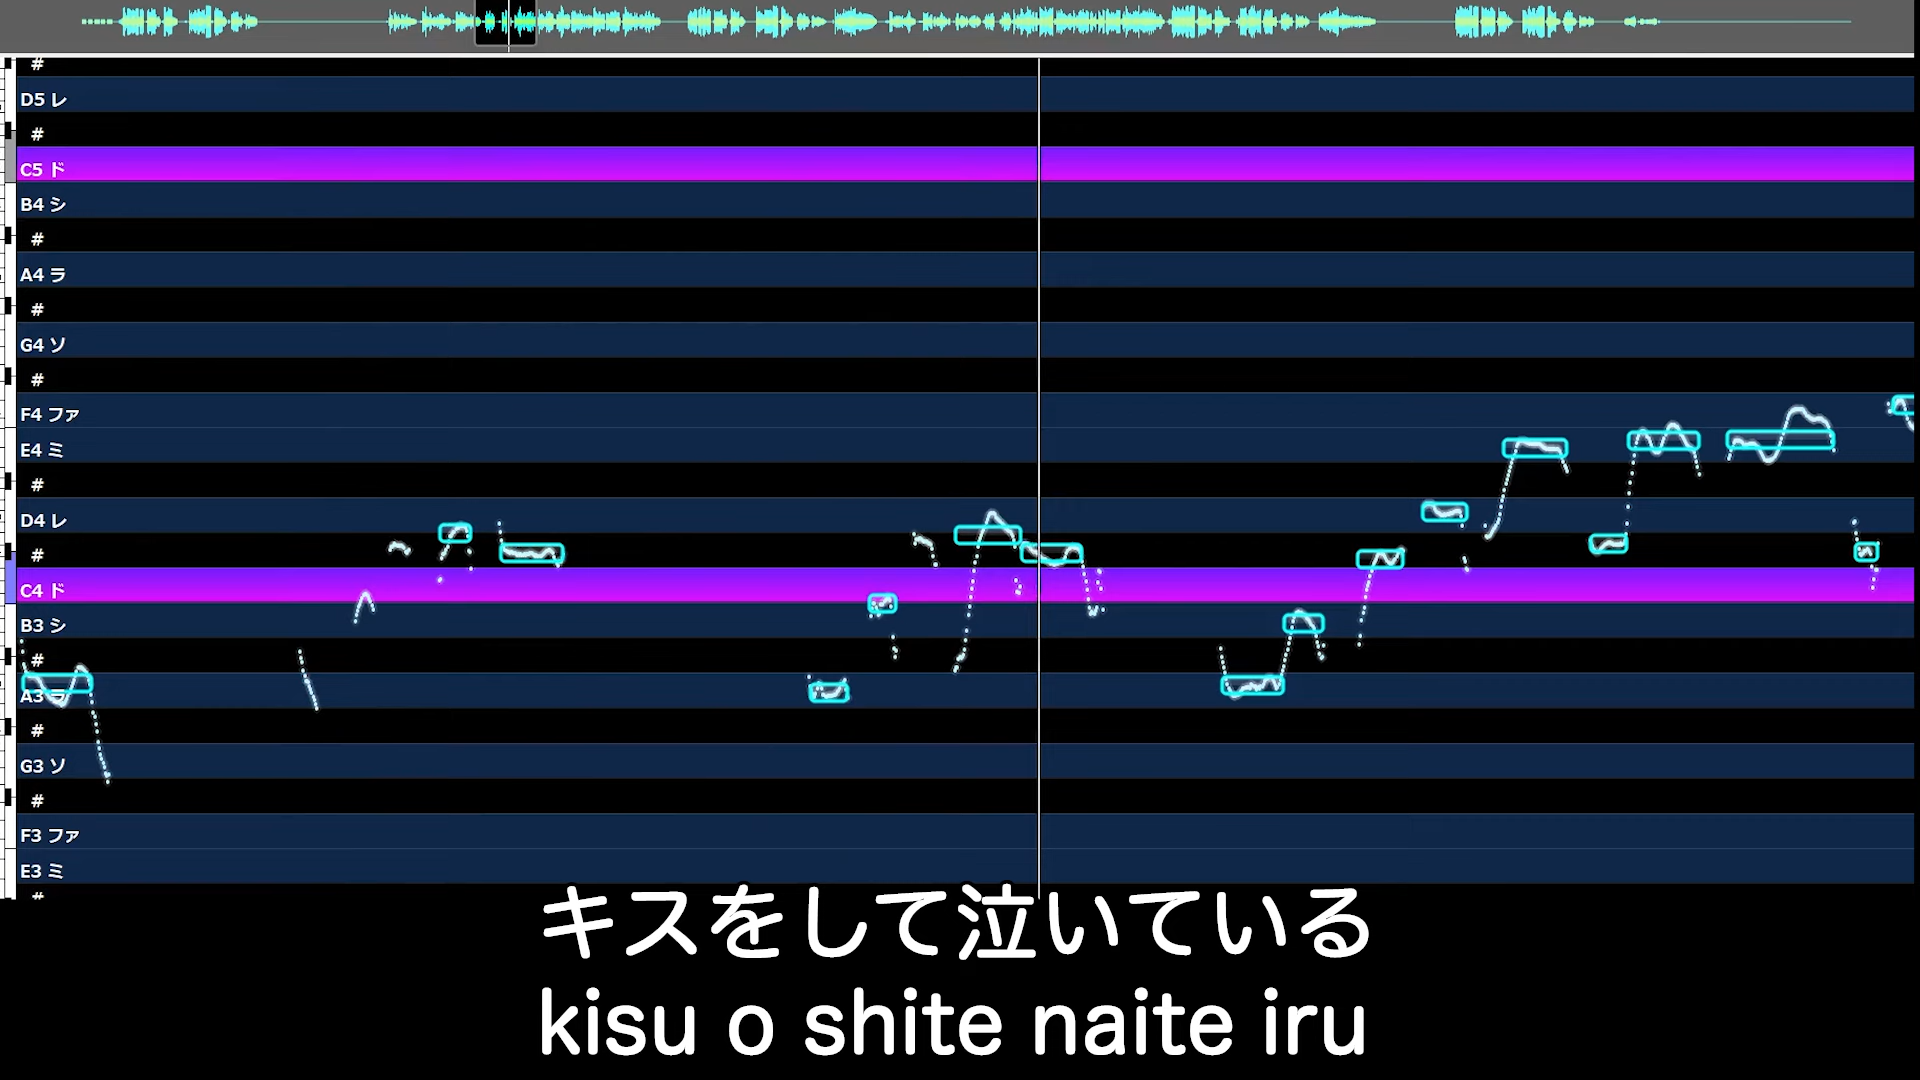 #
D5 レ
#
C5 ド
B4 シ
#
A4 ラ
#
G4 ソ
#
F4 ファ
E4 ミ
#
D4 レ
#
C4 ド
B3 シ
#
A3 ラ
#
G3 ソ
#
F3 ファ
E3 ミ
#
キスをして泣いている
kisu o shite naite iru